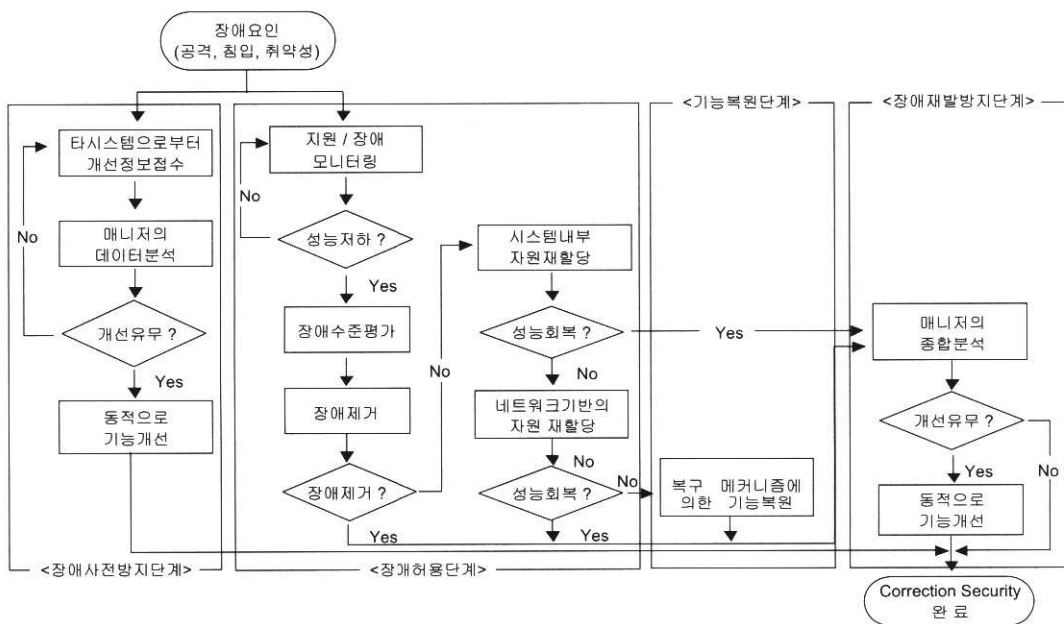 장애요인
(공격, 침입, 취약성)
<기능복원단계>
<장애재발방지단계>
타시스템으로부터
개선정보접수
No
매니저의
데이터분석
개선유무 ?
Yes
동적으로
기능개선
<장애사전방지단계>
지원 / 장애
모니터링
No
성능저하 ?
Yes
장애수준평가
장애제거
장애제거 ?
No
Yes
시스템내부
자원재할당
성능회복 ?
Yes
No
네트워크기반의
자원 재할당
No
성능회복 ?
No
Yes
<장애허용단계>
복구 메커니즘에
의한 기능복원
매니저의
종합분석
개선유무 ?
No
Yes
동적으로
기능개선
Correction Security
완 료